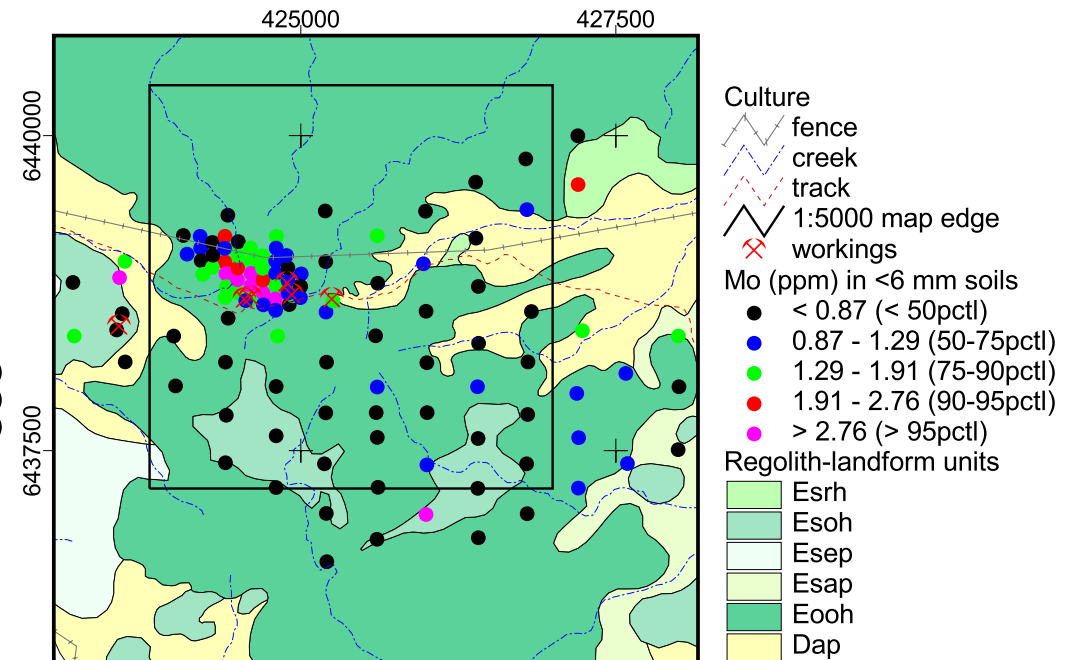 425000 427500
6440000
6437500
Culture
fence
creek
track
1:5000 map edge
workings
Mo (ppm) in <6 mm soils
< 0.87 (< 50pctl)
0.87 - 1.29 (50-75pctl)
1.29 - 1.91 (75-90pctl)
1.91 - 2.76 (90-95pctl)
> 2.76 (> 95pctl)
Regolith-landform units
Esrh
Esoh
Esep
Esap
Eooh
Dap